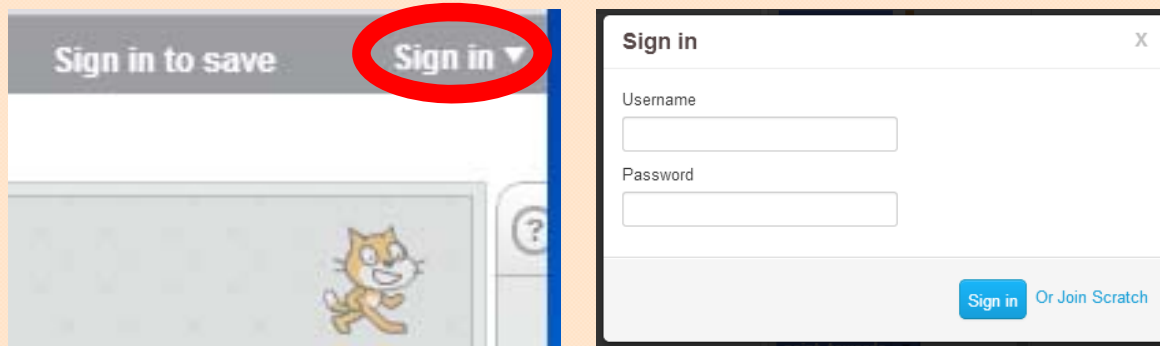 Sign in to save Sign in ▼
?
Sign in X
Username
Password
Sign in Or Join Scratch